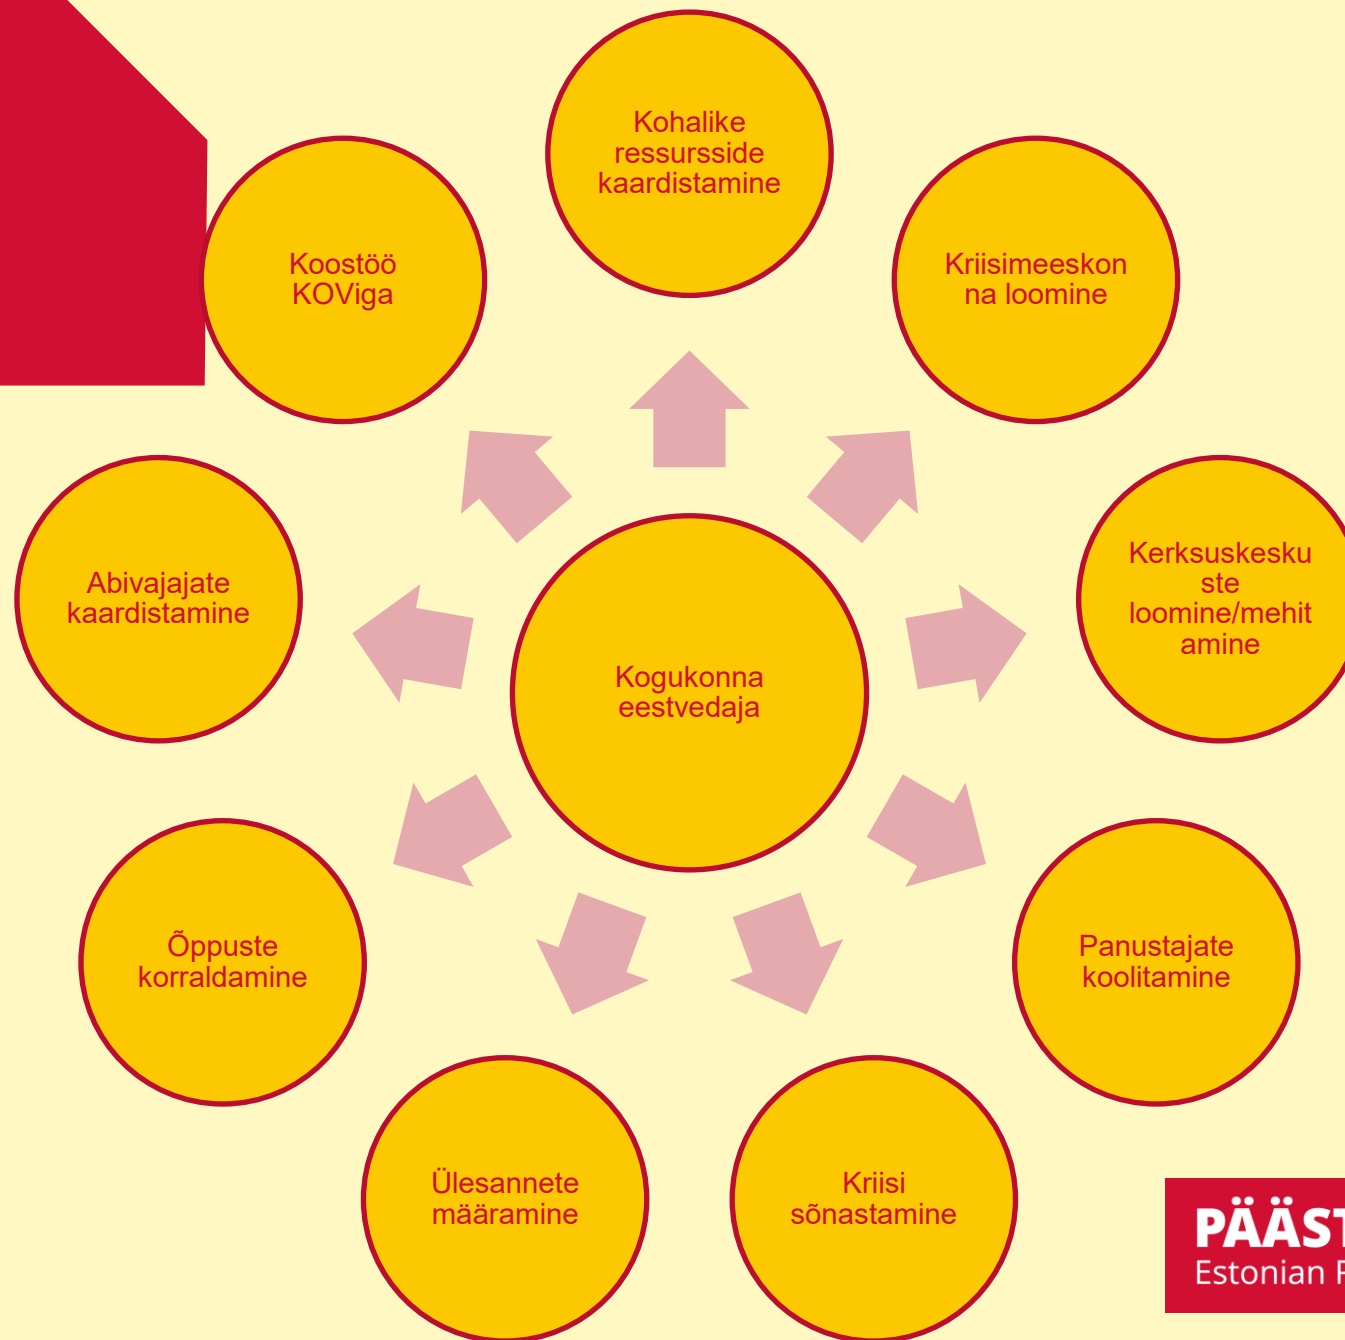 Kohalike
ressursside
kaardistamine
Kriisimeeskon
na loomine
Kerksuskesku
ste
loomine/mehit
amine
Panustajate
koolitamine
Kriisi
sõnastamine
Ülesannete
määramine
Õppuste
korraldamine
Abivajajate
kaardistamine
Koostöö
KOViga
Kogukonna
eestvedaja
PÄÄST
Estonian R